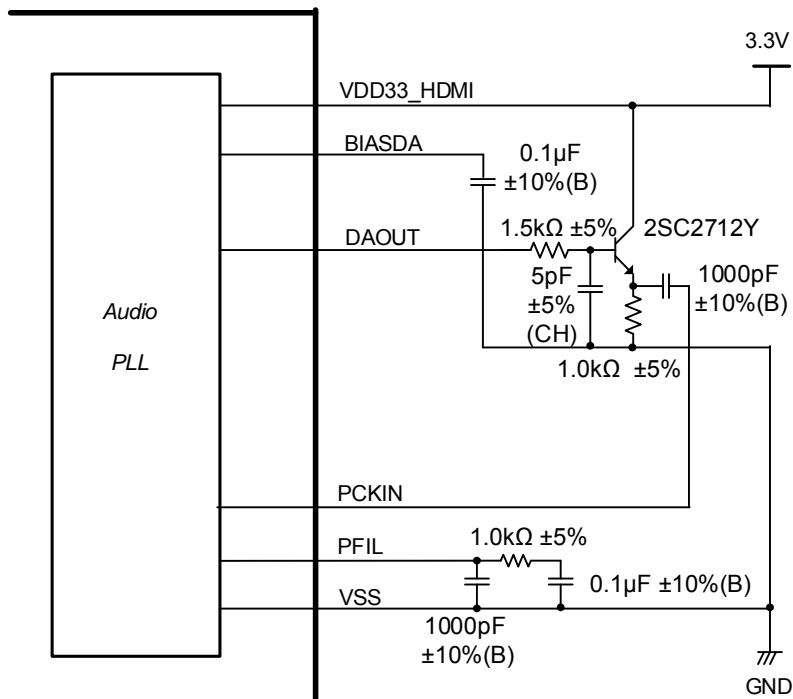 3.3V
VDD33_HDMI
BIASDA
0.1µF
±10%(B)
1.5kΩ ±5%
2SC2712Y
DAOUT
5pF
±5%
(CH)
1000pF
±10%(B)
Audio
PLL
1.0kΩ ±5%
PCKIN
1.0kΩ ±5%
PFIL
0.1µF ±10%(B)
VSS
1000pF
±10%(B)
GND